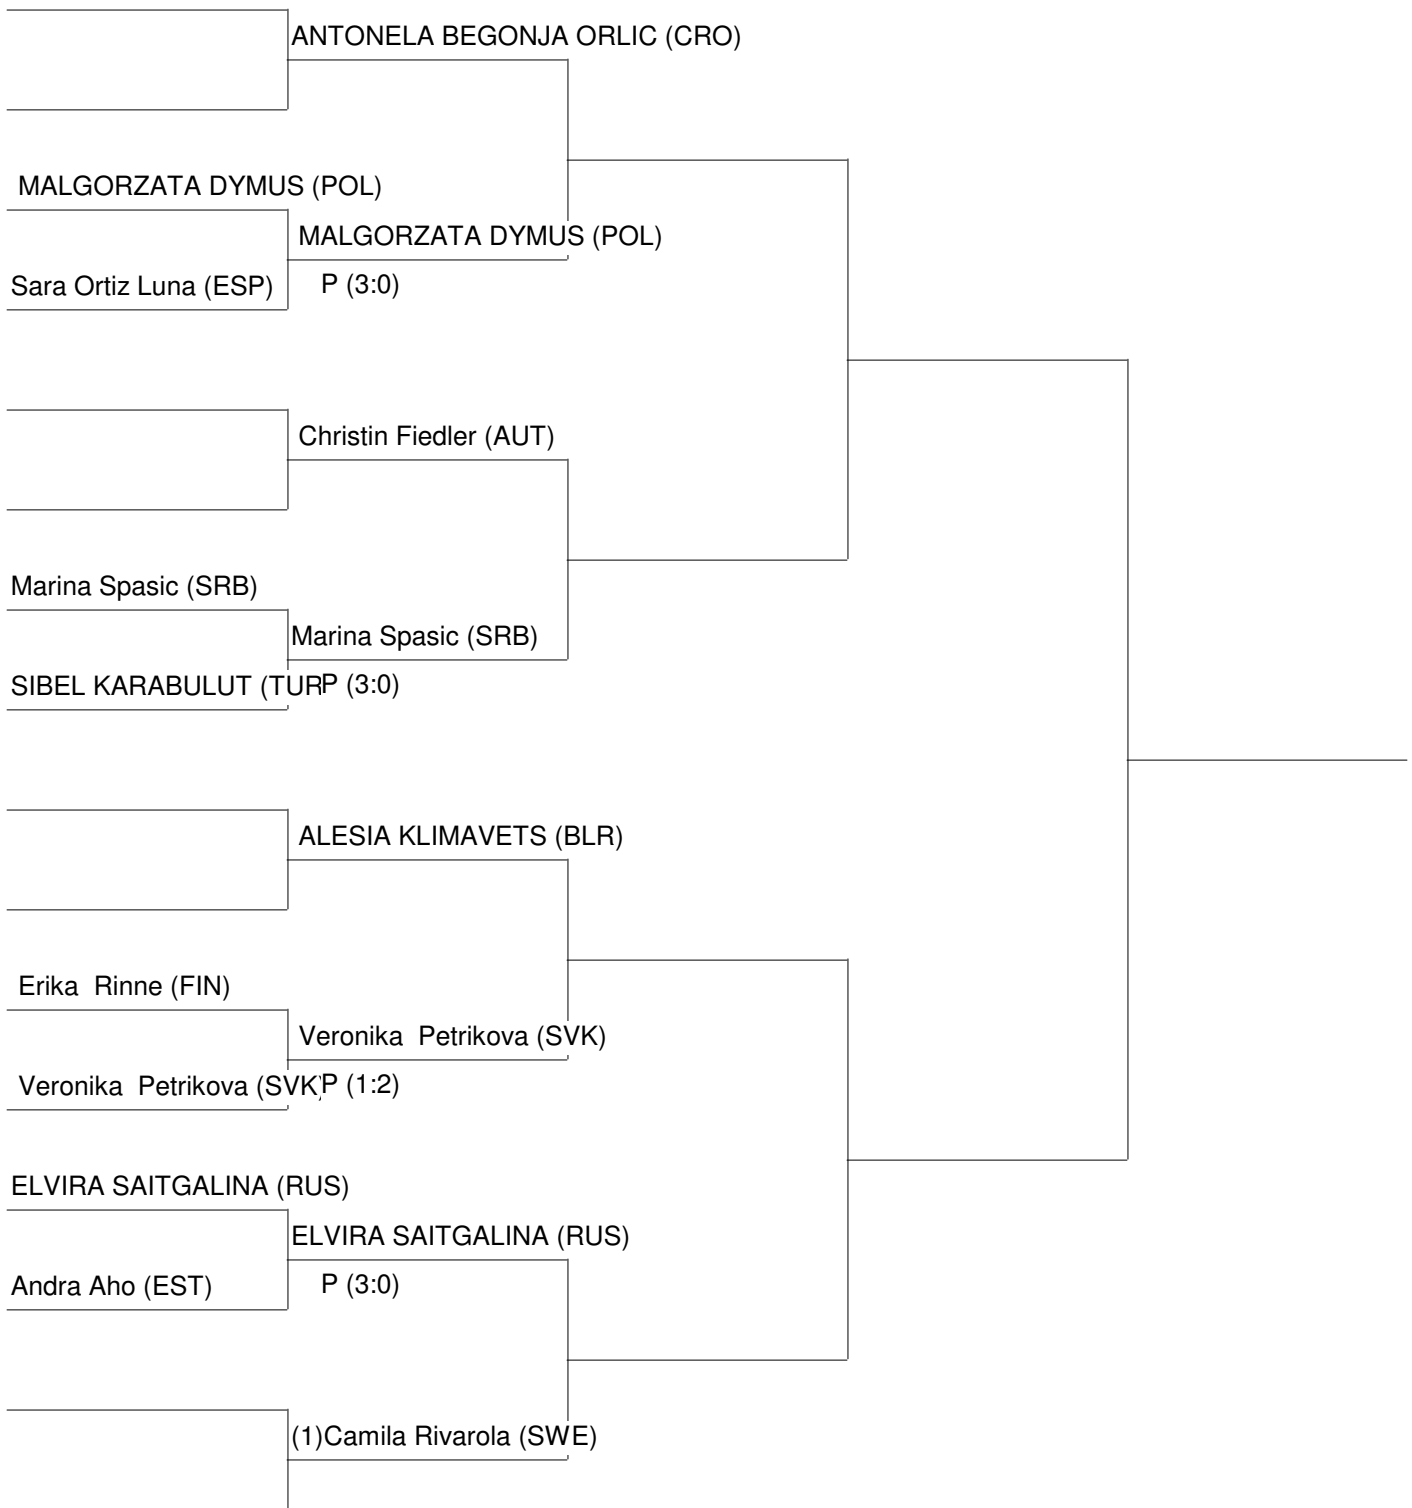 ANTONELA BEGONJA ORLIC (CRO)
MALGORZATA DYMUS (POL)
MALGORZATA DYMUS (POL)
Sara Ortiz Luna (ESP)
P (3:0)
Christin Fiedler (AUT)
Marina Spasic (SRB)
Marina Spasic (SRB)
SIBEL KARABULUT (TUR
P (3:0)
ALESIA KLIMAVETS (BLR)
Erika Rinne (FIN)
Veronika Petrikova (SVK)
Veronika Petrikova (SVK)
P (1:2)
ELVIRA SAITGALINA (RUS)
ELVIRA SAITGALINA (RUS)
Andra Aho (EST)
P (3:0)
(1)Camila Rivarola (SWE)